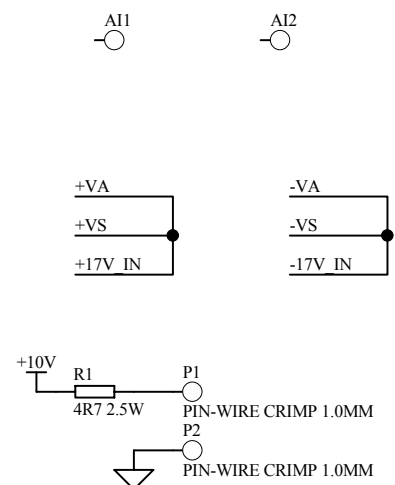 AI1 AI2
+VA -VA
+VS -VS
+17V_IN -17V_IN
+10V
R1 P1
4R7 2.5W PIN-WIRE CRIMP 1.0MM
P2
PIN-WIRE CRIMP 1.0MM